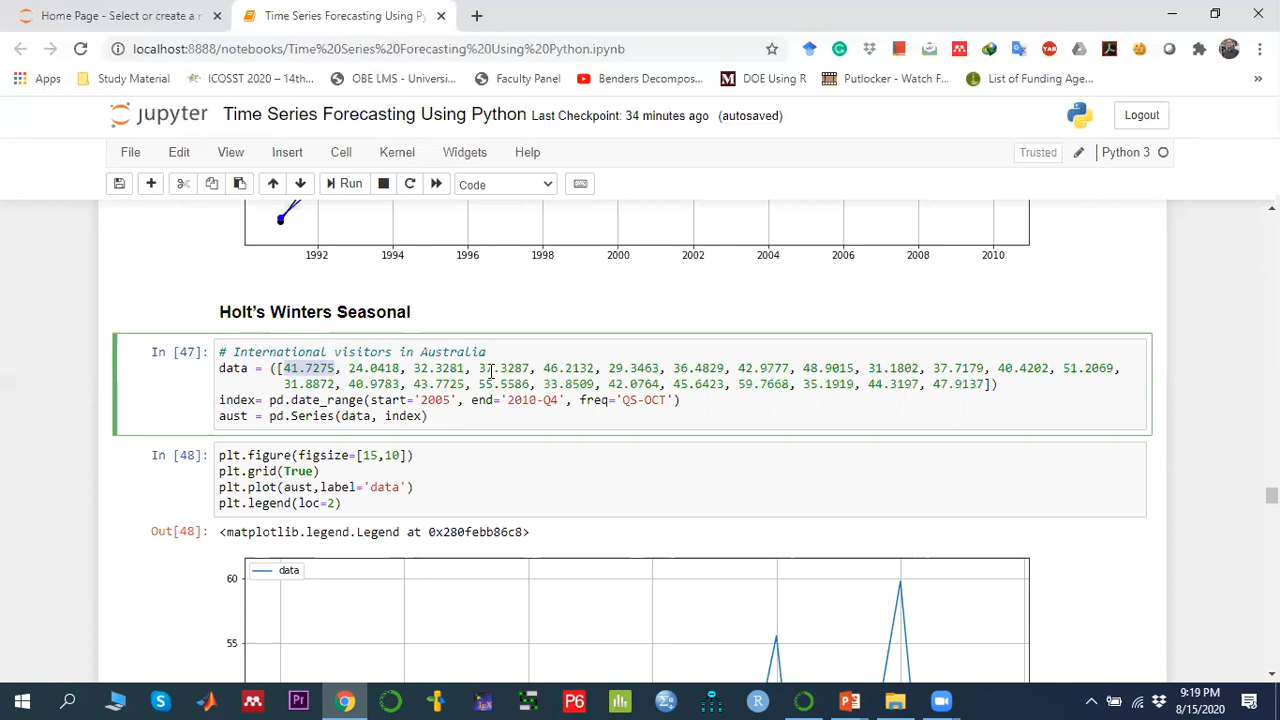 Home Page - Select or create a n
Time Series Forecasting Using Py
localhost:8888/notebooks/Time%20Series%20Forecasting%20Using%20Python.ipynb
Apps
Study Material
ICOSST 2020 – 14th...
OBE LMS - Universi...
Faculty Panel
Benders Decompos...
DOE Using R
Putlocker - Watch F...
List of Funding Age...
»
jupyter Time Series Forecasting Using Python Last Checkpoint: 34 minutes ago (autosaved)
Logout
File Edit View Insert Cell Kernel Widgets Help
Trusted
Python 3
Run
Code
1992 1994 1996 1998 2000 2002 2004 2006 2008 2010
Holt's Winters Seasonal
In [47]:
# International visitors in Australia
data = ([41.7275, 24.0418, 32.3281, 37.3287, 46.2132, 29.3463, 36.4829, 42.9777, 48.9015, 31.1802, 37.7179, 40.4202, 51.2069,
31.8872, 40.9783, 43.7725, 55.5586, 33.8509, 42.0764, 45.6423, 59.7668, 35.1919, 44.3197, 47.9137])
index= pd.date_range(start='2005', end='2010-Q4', freq='QS-OCT')
aust = pd.Series(data, index)
In [48]:
plt.figure(figsize=[15,10])
plt.grid(True)
plt.plot(aust,label='data')
plt.legend(loc=2)
Out[48]:
<matplotlib.legend.Legend at 0x280febb86c8>
data
60
55
Pr
P6
R
9:19 PM
8/15/2020